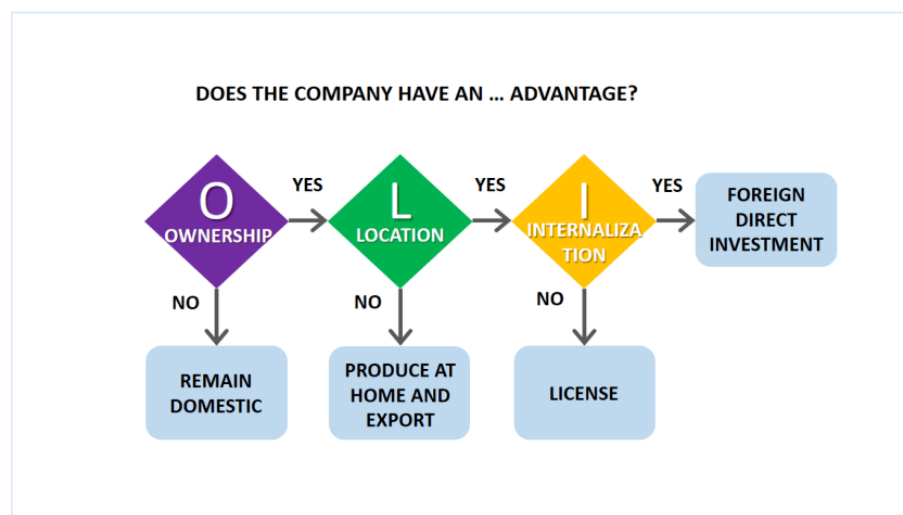 DOES THE COMPANY HAVE AN ... ADVANTAGE?
O
OWNERSHIP
YES
L
LOCATION
YES
I
INTERNALIZA
TION
YES
FOREIGN
DIRECT
INVESTMENT
NO
NO
NO
REMAIN
DOMESTIC
PRODUCE AT
HOME AND
EXPORT
LICENSE